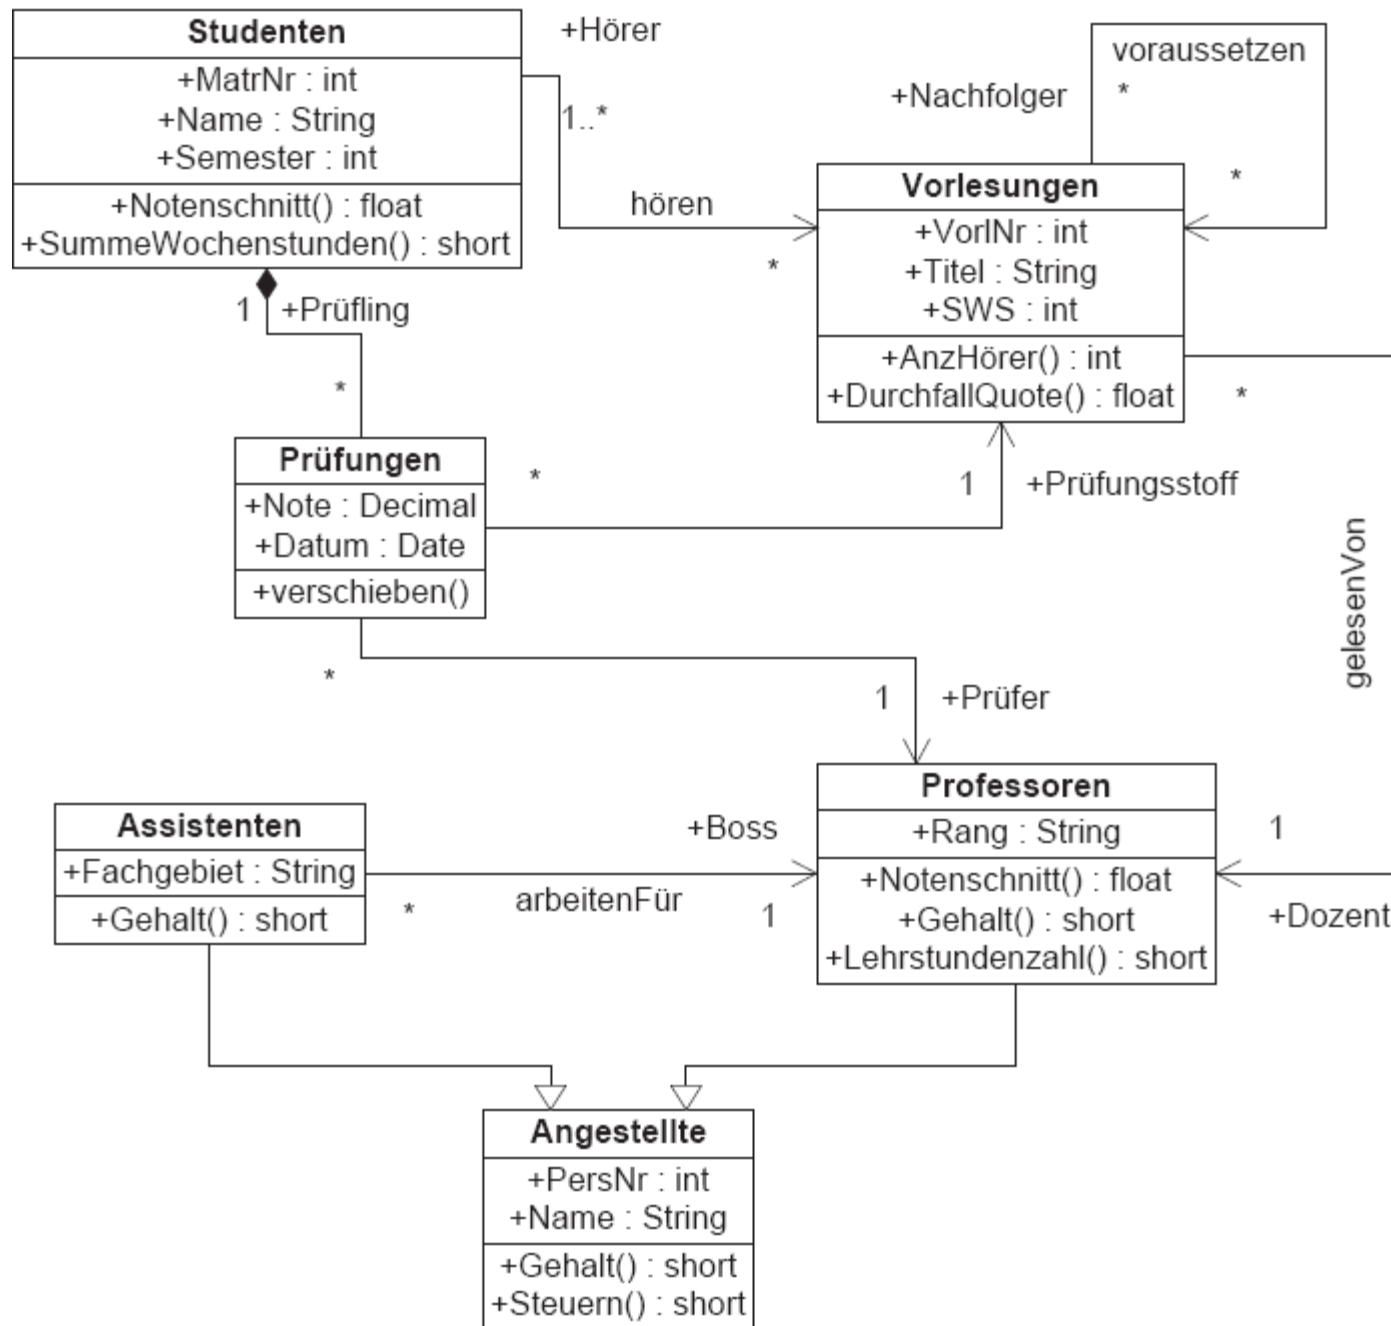 Studenten
+MatrNr : int
+Name : String
+Semester : int
+Notenschnitt() : float
+SummeWochenstunden() : short
+Hörer
1..*
hören
*
voraussetzen
+Nachfolger
*
*
Vorlesungen
+VorlNr : int
+Titel : String
+SWS : int
+AnzHörer() : int
+DurchfallQuote() : float
*
1
+Prüfling
*
Prüfungen
+Note : Decimal
+Datum : Date
+verschieben()
*
1
+Prüfungsstoff
gelesenVon
*
1
+Prüfer
Assistenten
+Fachgebiet : String
+Gehalt() : short
+Boss
arbeitenFür
*
1
Professoren
+Rang : String
+Notenschnitt() : float
+Gehalt() : short
+Lehrstundenzahl() : short
1
+Dozent
Angestellte
+PersNr : int
+Name : String
+Gehalt() : short
+Steuern() : short